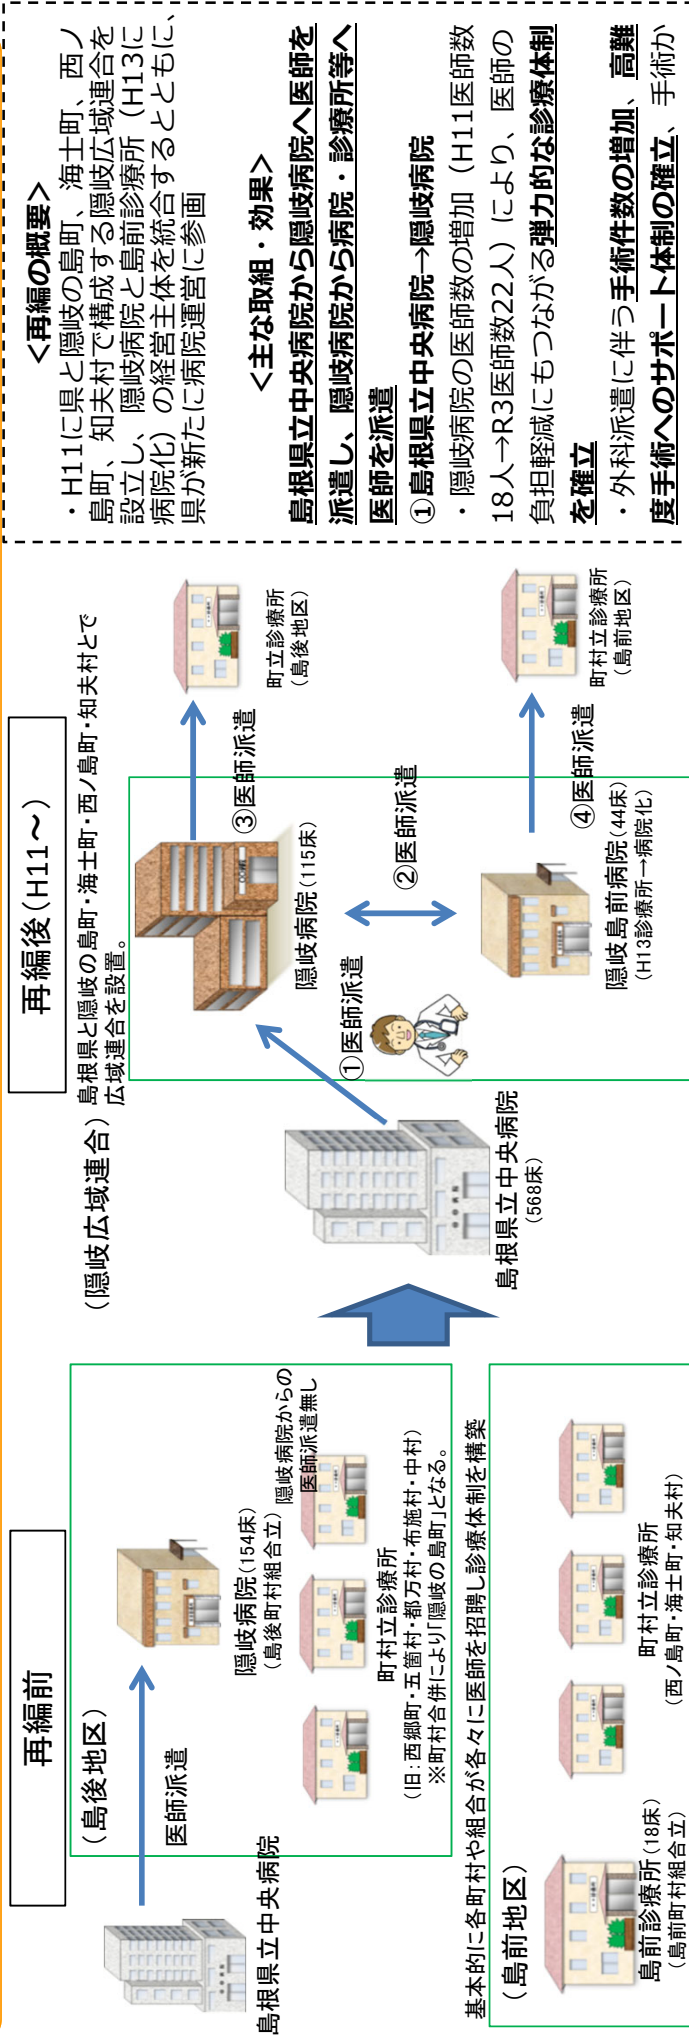 再編前
(島後地区)
医師派遣
島根県立中央病院
隠岐病院(154床)
(島後町村組合立)
隠岐病院からの
医師派遣無し
町村立診療所
(旧:西郷町・五箇村・都万村・布施村・中村)
※町村合併により「隠岐の島町」となる。
基本的に各町村や組合が各々に医師を招聘し診療体制を構築
(島前地区)
島前診療所(18床)
(島前町村組合立)
町村立診療所
(西ノ島町・海士町・知夫村)
再編後(H11~)
(隠岐広域連合)
島根県と隠岐の島町・海士町・西ノ島町・知夫村とで
広域連合を設置。
島根県立中央病院
(568床)
①医師派遣
隠岐病院(115床)
②医師派遣
隠岐島前病院(44床)
(H13診療所→病院化)
③医師派遣
町立診療所
(島後地区)
④医師派遣
町村立診療所
(島前地区)
<再編の概要>
・H11に県と隠岐の島町、海士町、西ノ
島町、知夫村で構成する隠岐広域連合を
設立し、隠岐病院と島前診療所(H13に
病院化)の経営主体を統合するとともに、
県が新たに病院運営に参画
<主な取組・効果>
島根県立中央病院から隠岐病院へ医師を
派遣し、隠岐病院から病院・診療所等へ
医師を派遣
①島根県立中央病院→隠岐病院
・隠岐病院の医師数の増加(H11医師数
18人→R3医師数22人)により、医師の
負担軽減にもつながる弾力的な診療体制
を確立
・外科派遣に伴う手術件数の増加、高難
度手術へのサポート体制の確立、手術か